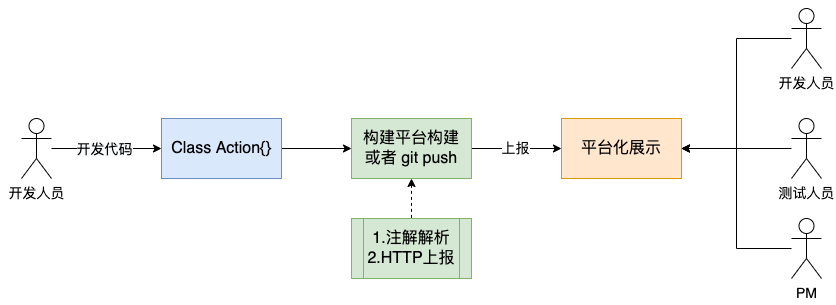 开发人员
开发代码
Class Action{}
构建平台构建
或者 git push
上报
平台化展示
1.注解解析
2.HTTP上报
开发人员
测试人员
PM